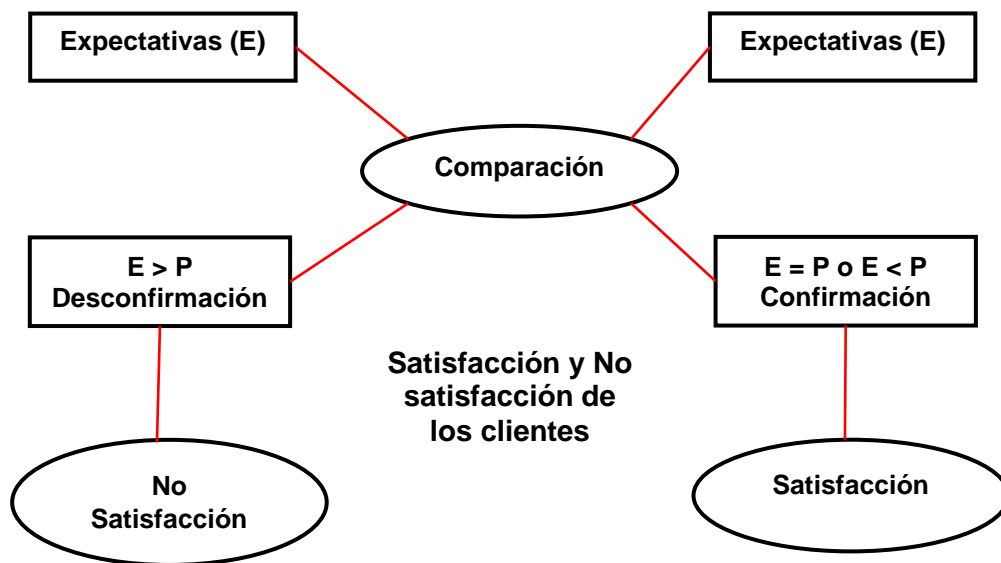 Expectativas (E)
Expectativas (E)
Comparación
E > P
Desconfirmación
E = P o E < P
Confirmación
Satisfacción y No
satisfacción de
los clientes
No
Satisfacción
Satisfacción